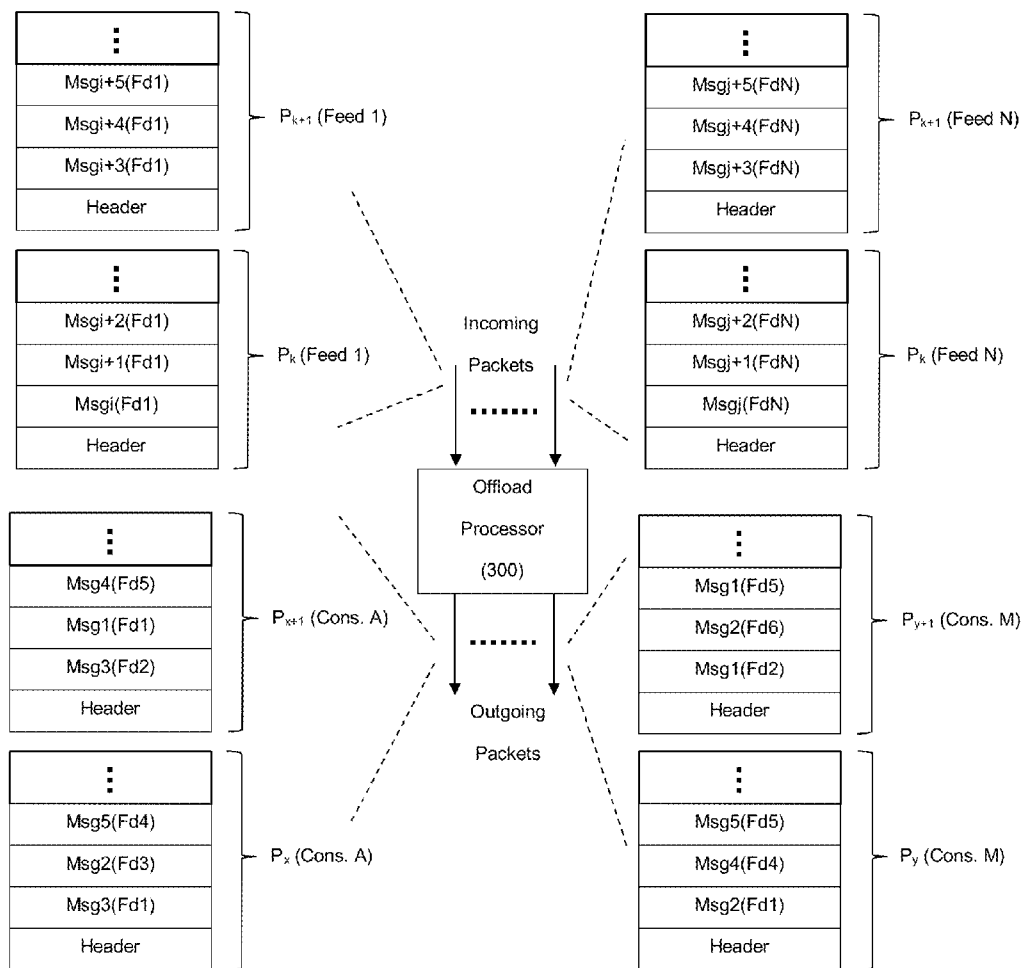 Msgi+5(Fd1)
Msgi+4(Fd1)
Msgi+3(Fd1)
Header
Pk+1 (Feed 1)
Msgj+5(FdN)
Msgj+4(FdN)
Msgj+3(FdN)
Header
Pk+1 (Feed N)
Msgi+2(Fd1)
Msgi+1(Fd1)
Msgi(Fd1)
Header
Pk (Feed 1)
Incoming
Packets
Msgj+2(FdN)
Msgj+1(FdN)
Msgj(FdN)
Header
Pk (Feed N)
Offload
Processor
(300)
Msg4(Fd5)
Msg1(Fd1)
Msg3(Fd2)
Header
Px+1 (Cons. A)
Msg1(Fd5)
Msg2(Fd6)
Msg1(Fd2)
Header
Py+1 (Cons. M)
Outgoing
Packets
Msg5(Fd4)
Msg2(Fd3)
Msg3(Fd1)
Header
Px (Cons. A)
Msg5(Fd5)
Msg4(Fd4)
Msg2(Fd1)
Header
Py (Cons. M)